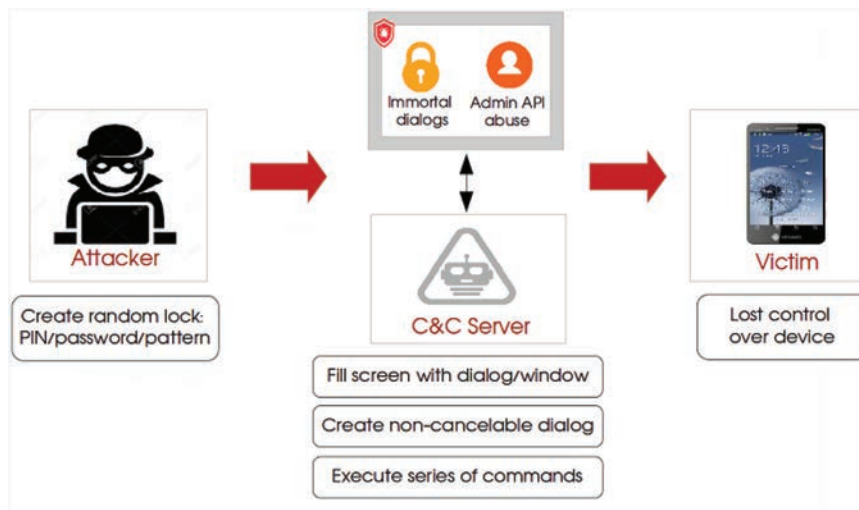 Immortal
dialogs
Admin API
abuse
Attacker
Create random lock:
PIN/password/pattern
C&C Server
Fill screen with dialog/window
Create non-cancelable dialog
Execute series of commands
12:43
Victim
Lost control
over device